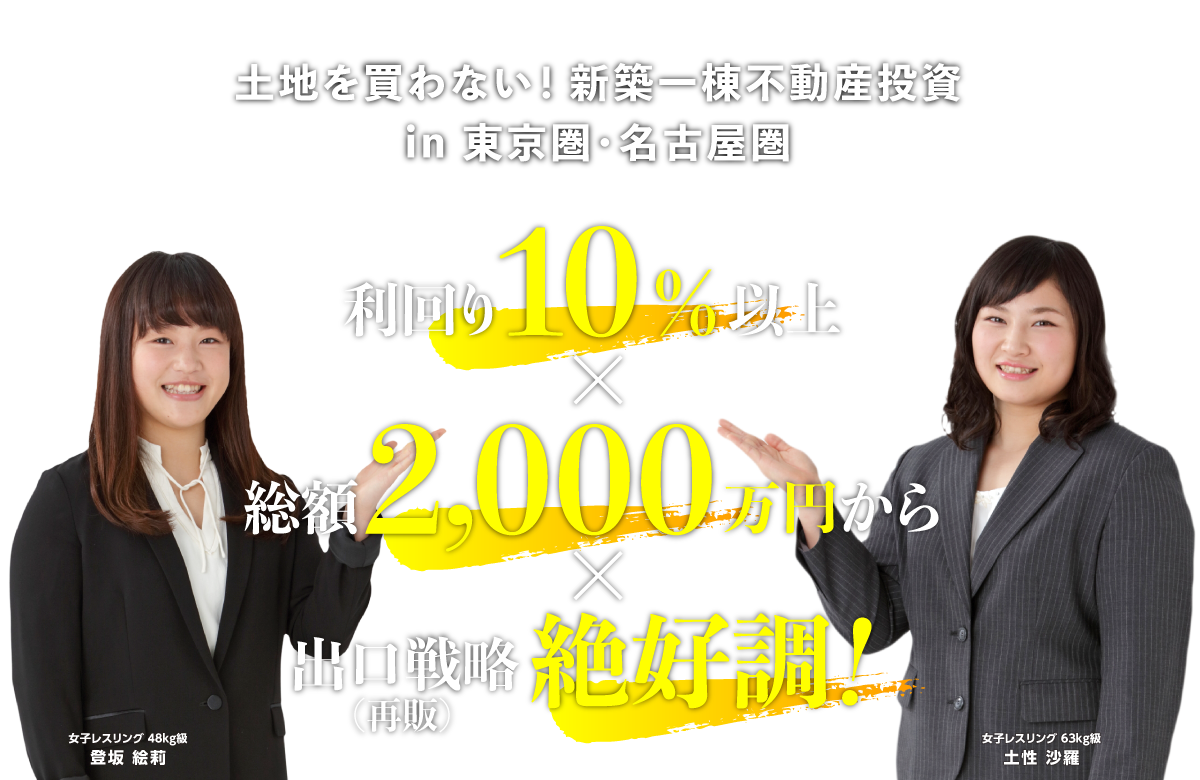 土地を買わない！新築一棟不動産投資
in 東京圏・名古屋圏
利回り10％以上
×
総額2,000万円から
×
出口戦略絶好調！
（再販）
女子レスリング 48kg級
登坂 絵莉
女子レスリング 63kg級
土性 沙羅